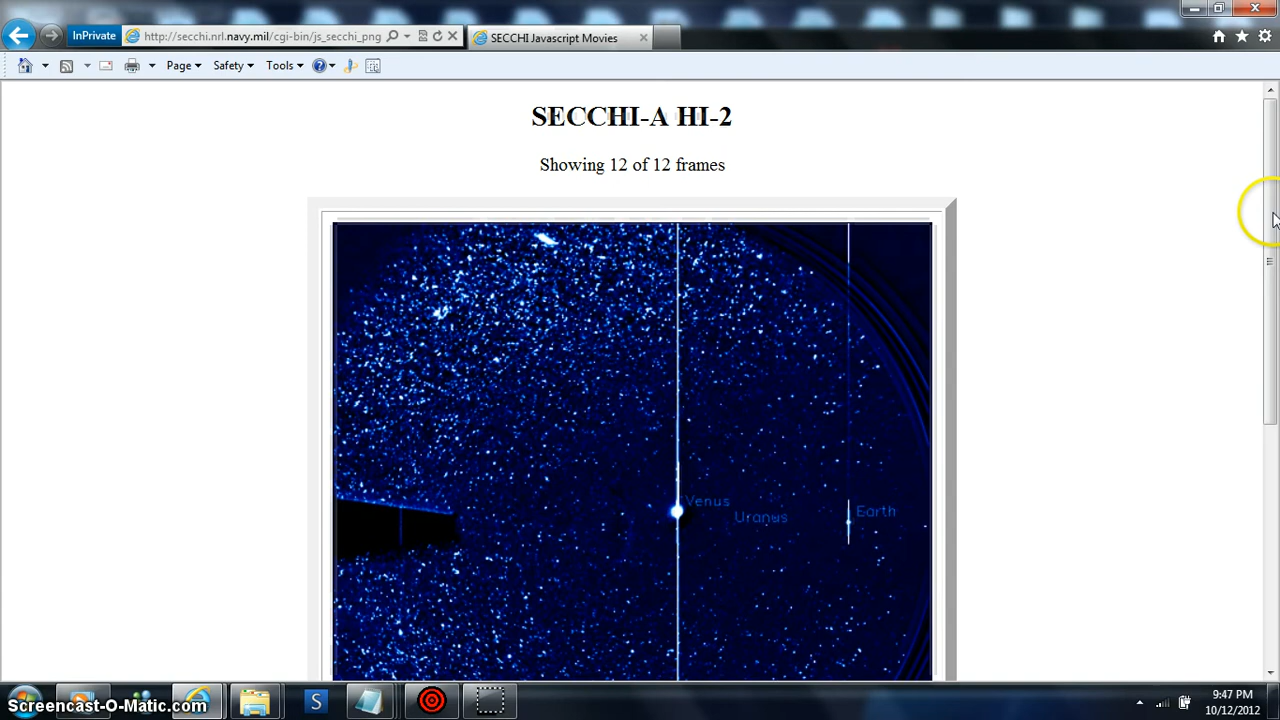 InPrivate
http://secchi.nrl.navy.mil/cgi-bin/js_secchi_png
SECCHI Javascript Movies
Page
Safety
Tools
SECCHI-A HI-2
Showing 12 of 12 frames
Venus
Uranus
Earth
S
9:47 PM
10/12/2012
Screencast-O-Matic.com